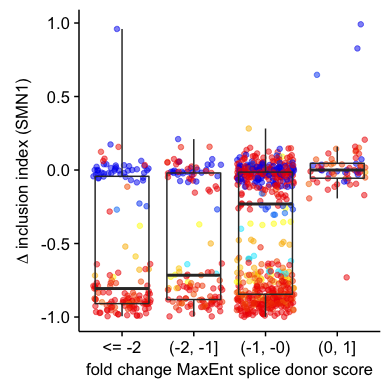 Δ inclusion index (SMN1)
1.0
0.5
0.0
-0.5
-1.0
<= -2 (-2, -1] (-1, -0) (0, 1]
fold change MaxEnt splice donor score